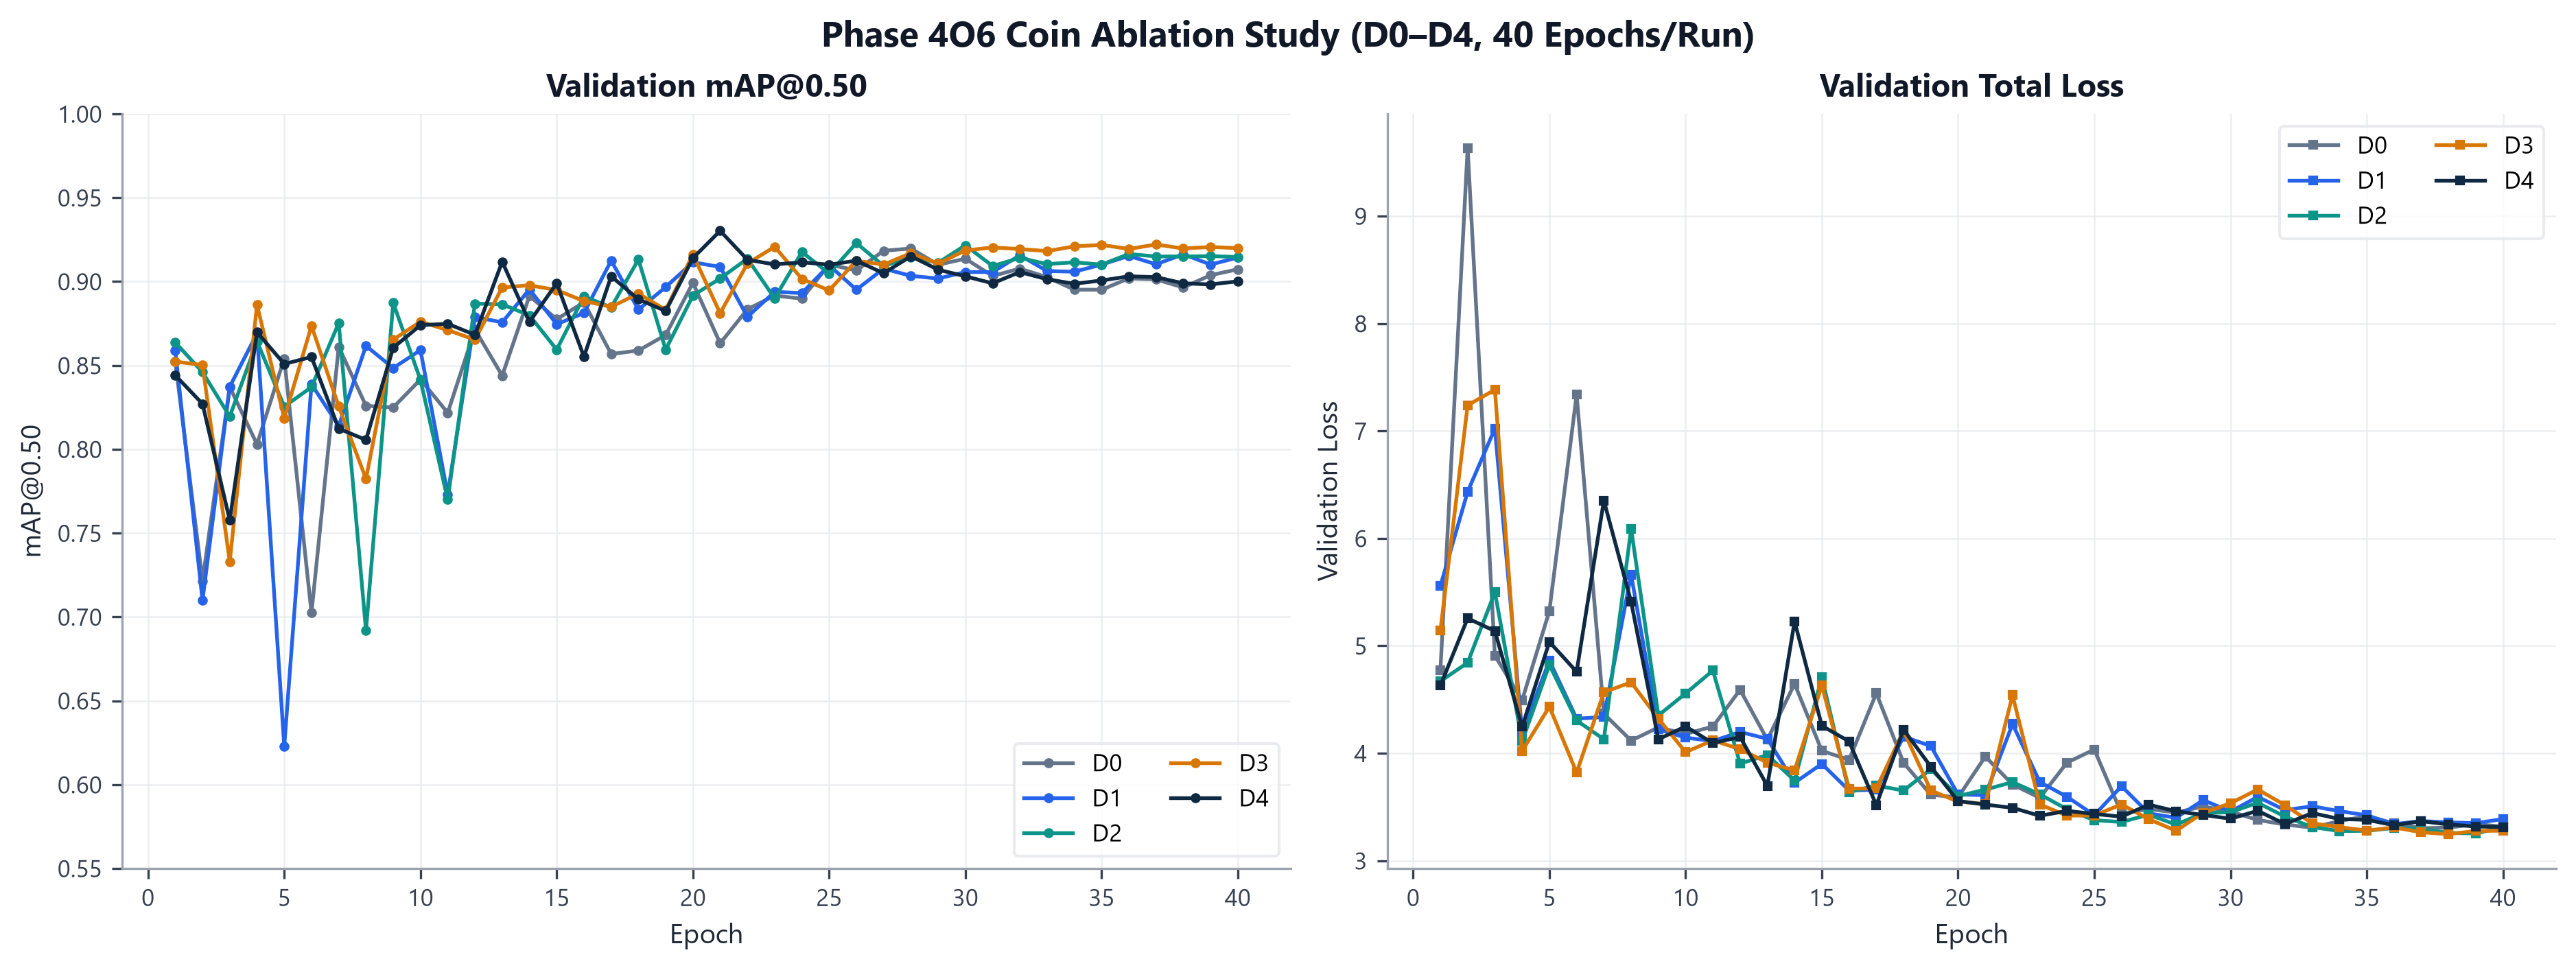 Phase 4O6 Coin Ablation Study (D0–D4, 40 Epochs/Run)
Validation mAP@0.50
mAP@0.50
1.00
0.95
0.90
0.85
0.80
0.75
0.70
0.65
0.60
0.55
0 5 10 15 20 25 30 35 40
Epoch
D0 D3
D1 D4
D2
Validation Total Loss
Validation Loss
9
8
7
6
5
4
3
0 5 10 15 20 25 30 35 40
Epoch
D0 D3
D1 D4
D2